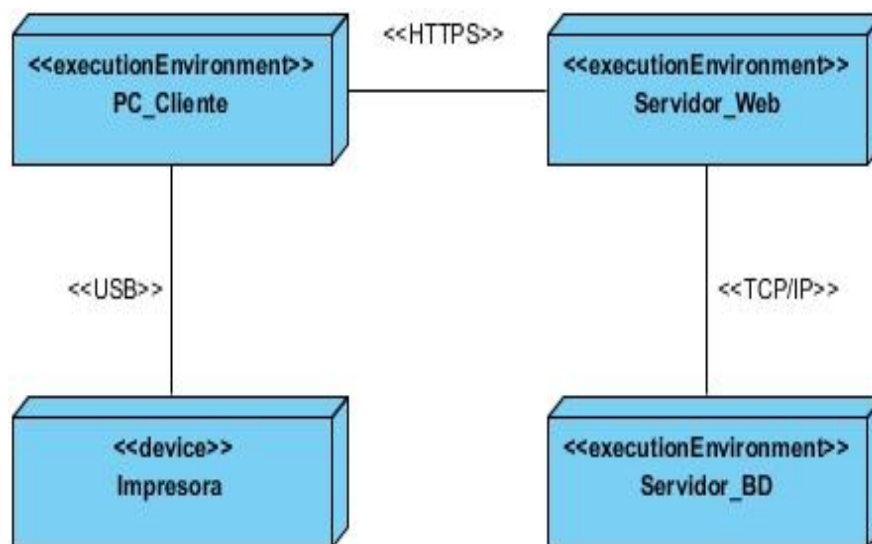 <<HTTPS>>
<<executionEnvironment>>
PC_Cliente
<<executionEnvironment>>
Servidor_Web
<<USB>>
<<TCP/IP>>
<<device>>
Impresora
<<executionEnvironment>>
Servidor_BD